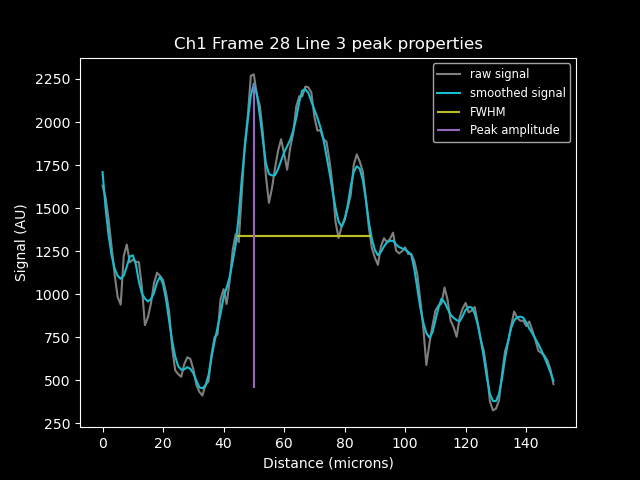 Ch1 Frame 28 Line 3 peak properties
raw signal
smoothed signal
FWHM
Peak amplitude
Signal (AU)
2250
2000
1750
1500
1250
1000
750
500
250
0 20 40 60 80 100 120 140
Distance (microns)